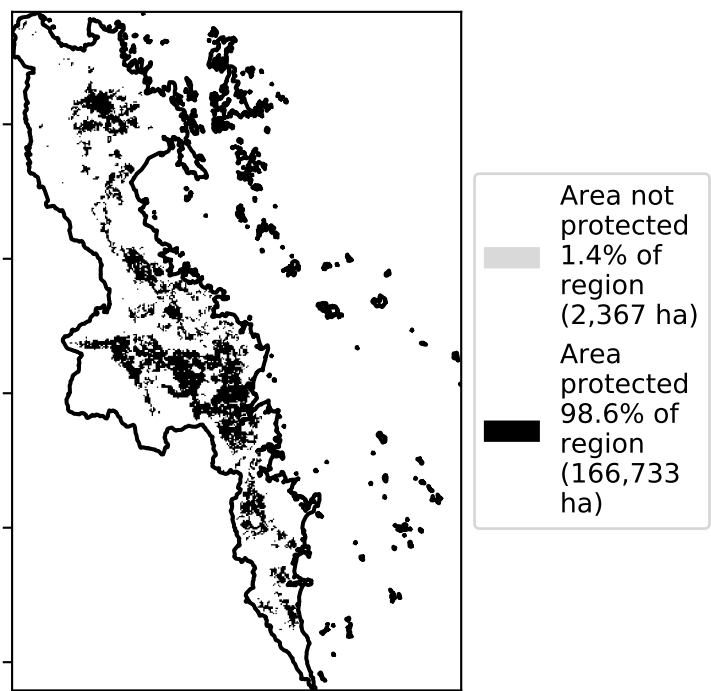 Area not
protected
1.4% of
region
(2,367 ha)
Area
protected
98.6% of
region
(166,733
ha)